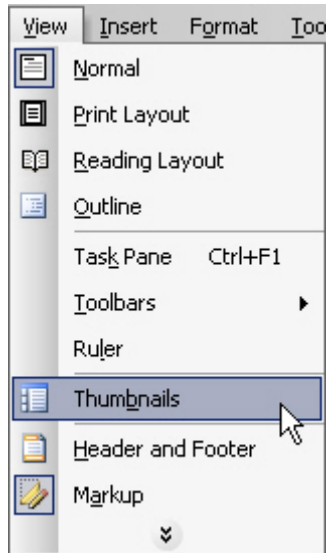 View Insert Format Too
Normal
Print Layout
Reading Layout
Outline
Task Pane Ctrl+F1
Toolbars
Ruler
Thumbnails
Header and Footer
Markup